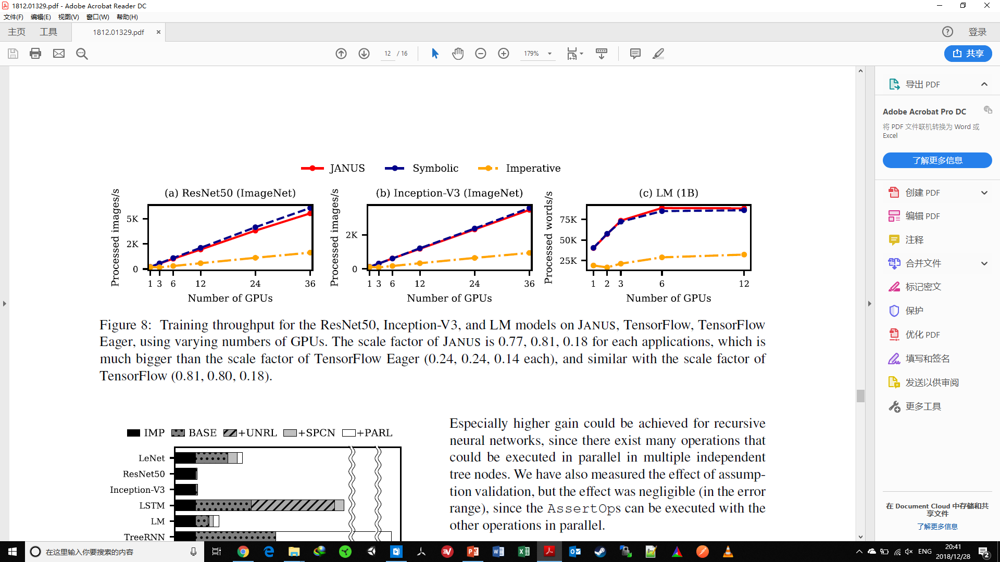 1812.01329.pdf - Adobe Acrobat Reader DC
文件(F) 编辑(E) 视图(V) 窗口(W) 帮助(H)
主页 工具 1812.01329.pdf × 登录
12 / 16 179% 共享
JANUS Symbolic Imperative
(a) ResNet50 (ImageNet)
Processed images/s
5K
2K
0
1 3 6 12 24 36
Number of GPUs
(b) Inception-V3 (ImageNet)
Processed images/s
2K
0
1 3 6 12 24 36
Number of GPUs
(c) LM (1B)
Processed words/s
75K
50K
25K
1 2 3 6 12
Number of GPUs
Figure 8: Training throughput for the ResNet50, Inception-V3, and LM models on JANUS, TensorFlow, TensorFlow
Eager, using varying numbers of GPUs. The scale factor of JANUS is 0.77, 0.81, 0.18 for each applications, which is
much bigger than the scale factor of TensorFlow Eager (0.24, 0.24, 0.14 each), and similar with the scale factor of
TensorFlow (0.81, 0.80, 0.18).
IMP BASE +UNRL +SPCN +PARL
LeNet
ResNet50
Inception-V3
LSTM
LM
TreeRNN
Especially higher gain could be achieved for recursive
neural networks, since there exist many operations that
could be executed in parallel in multiple independent
tree nodes. We have also measured the effect of assump-
tion validation, but the effect was negligible (in the error
range), since the AssertOps can be executed with the
other operations in parallel.
导出 PDF
Adobe Acrobat Pro DC
将 PDF 文件联机转换为 Word 或
Excel
了解更多信息
创建 PDF
编辑 PDF
注释
合并文件
标记密文
保护
优化 PDF
填写和签名
发送以供审阅
更多工具
在 Document Cloud 中存储和共
享文件
了解更多信息
在这里输入你要搜索的内容
ENG
20:41
2018/12/28
2